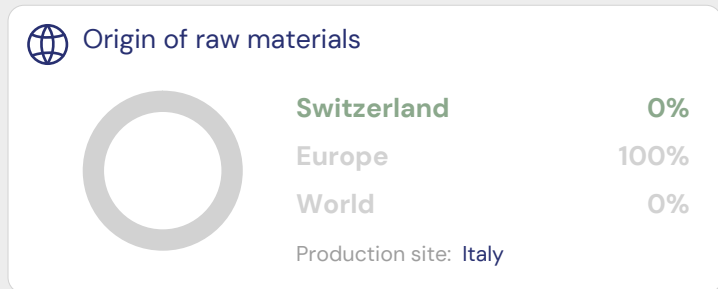 Origin of raw materials
Switzerland 0%
Europe 100%
World 0%
Production site: Italy